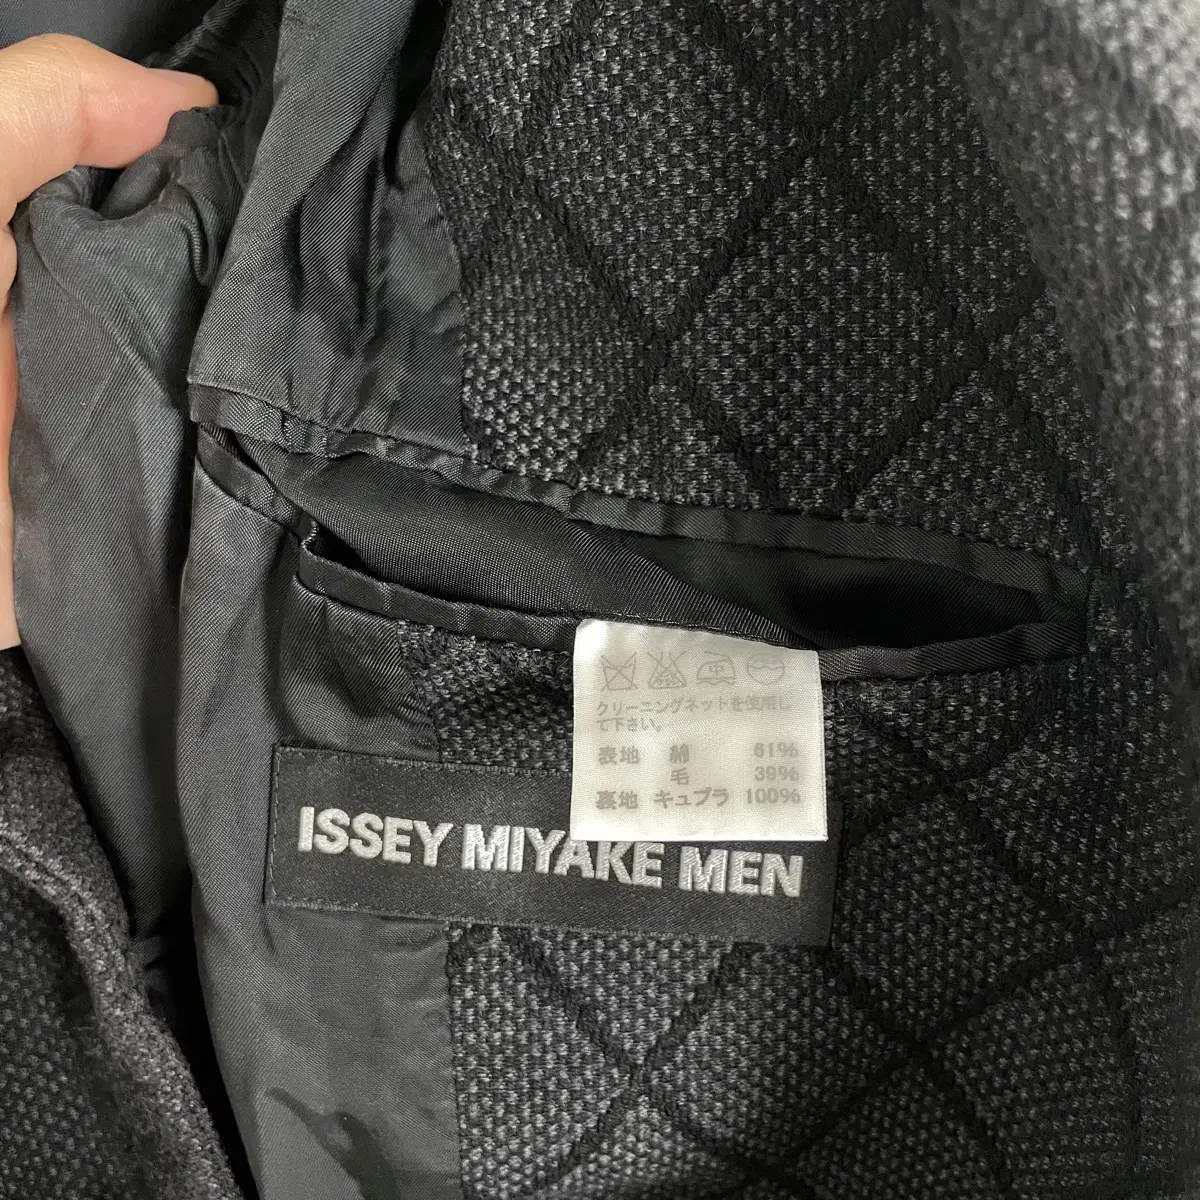 クリーニングネットを使用し
て下さい。
表地 綿 61%
毛 39%
裏地 キュプラ 100%
ISSEY MIYAKE MEN